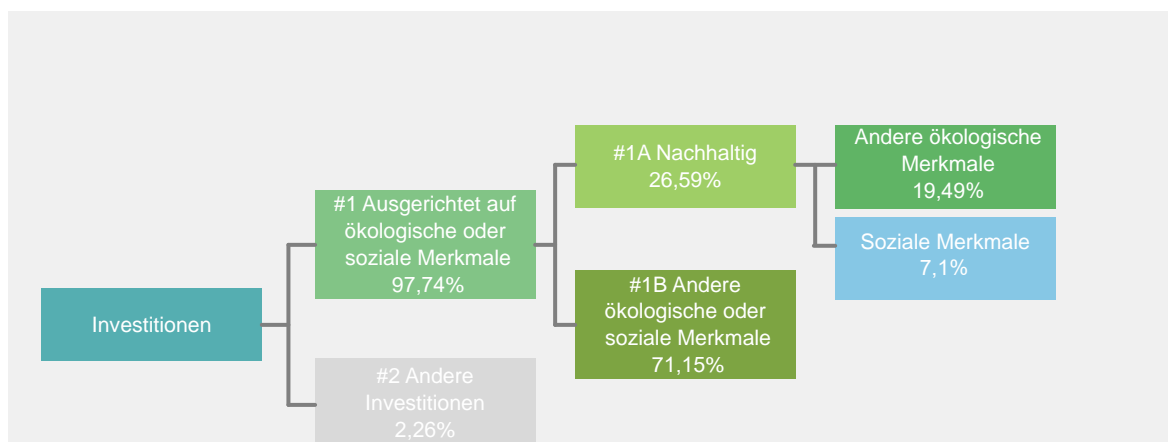 Investitionen
#1 Ausgerichtet auf
ökologische oder
soziale Merkmale
97,74%
#2 Andere
Investitionen
2,26%
#1A Nachhaltig
26,59%
#1B Andere
ökologische oder
soziale Merkmale
71,15%
Andere ökologische
Merkmale
19,49%
Soziale Merkmale
7,1%